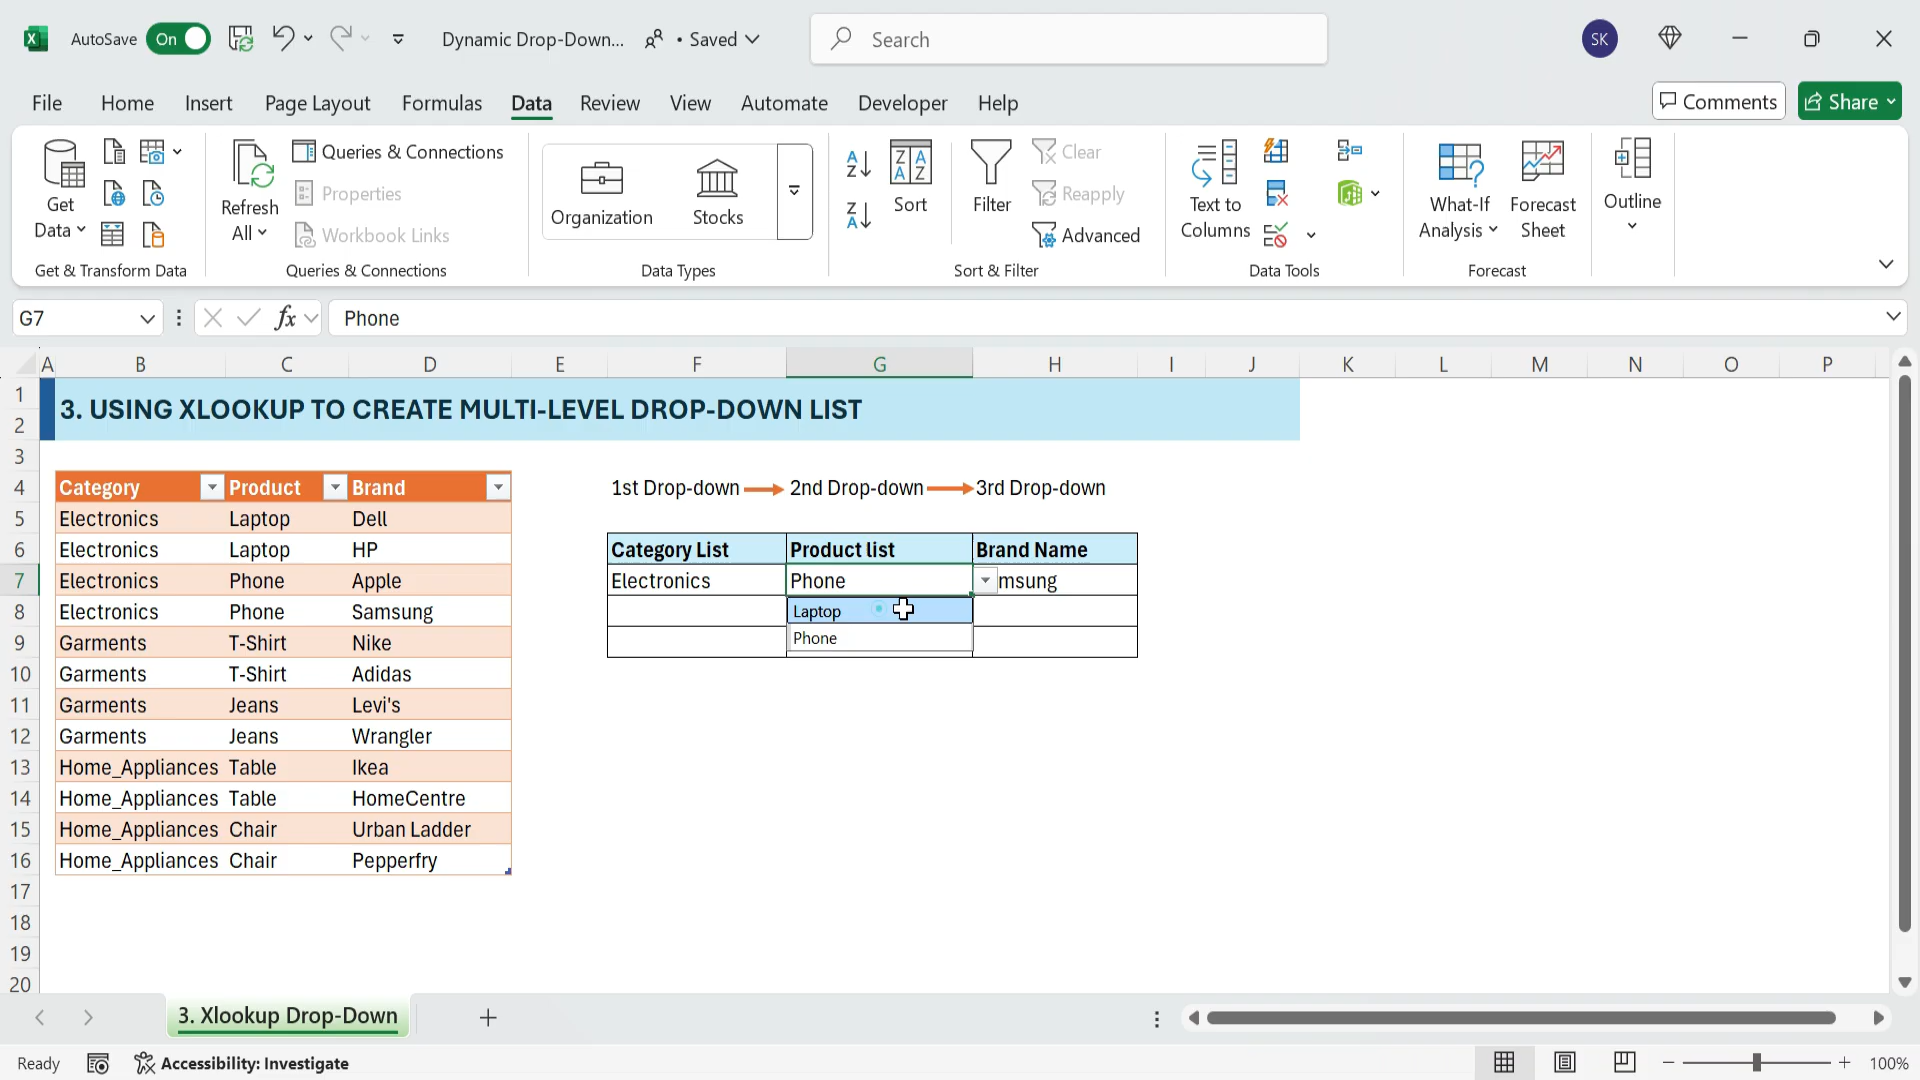 AutoSave On Dynamic Drop-Down... • Saved Search SK
File Home Insert Page Layout Formulas Data Review View Automate Developer Help Comments Share
Get Data
Refresh All
Queries & Connections
Properties
Workbook Links
Organization
Stocks
Sort
Filter
Clear
Reapply
Advanced
Text to Columns
What-If Analysis
Forecast Sheet
Outline
Get & Transform Data Queries & Connections Data Types Sort & Filter Data Tools Forecast
G7 fx Phone
A B C D E F G H I J K L M N O P
1
3. USING XLOOKUP TO CREATE MULTI-LEVEL DROP-DOWN LIST
2
3
4 Category Product Brand 1st Drop-down 2nd Drop-down 3rd Drop-down
5 Electronics Laptop Dell
6 Electronics Laptop HP Category List Product list Brand Name
7 Electronics Phone Apple Electronics Phone msung
8 Electronics Phone Samsung Laptop
9 Garments T-Shirt Nike Phone
10 Garments T-Shirt Adidas
11 Garments Jeans Levi's
12 Garments Jeans Wrangler
13 Home_Appliances Table Ikea
14 Home_Appliances Table HomeCentre
15 Home_Appliances Chair Urban Ladder
16 Home_Appliances Chair Pepperfry
17
18
19
20
3. Xlookup Drop-Down
Ready Accessibility: Investigate 100%